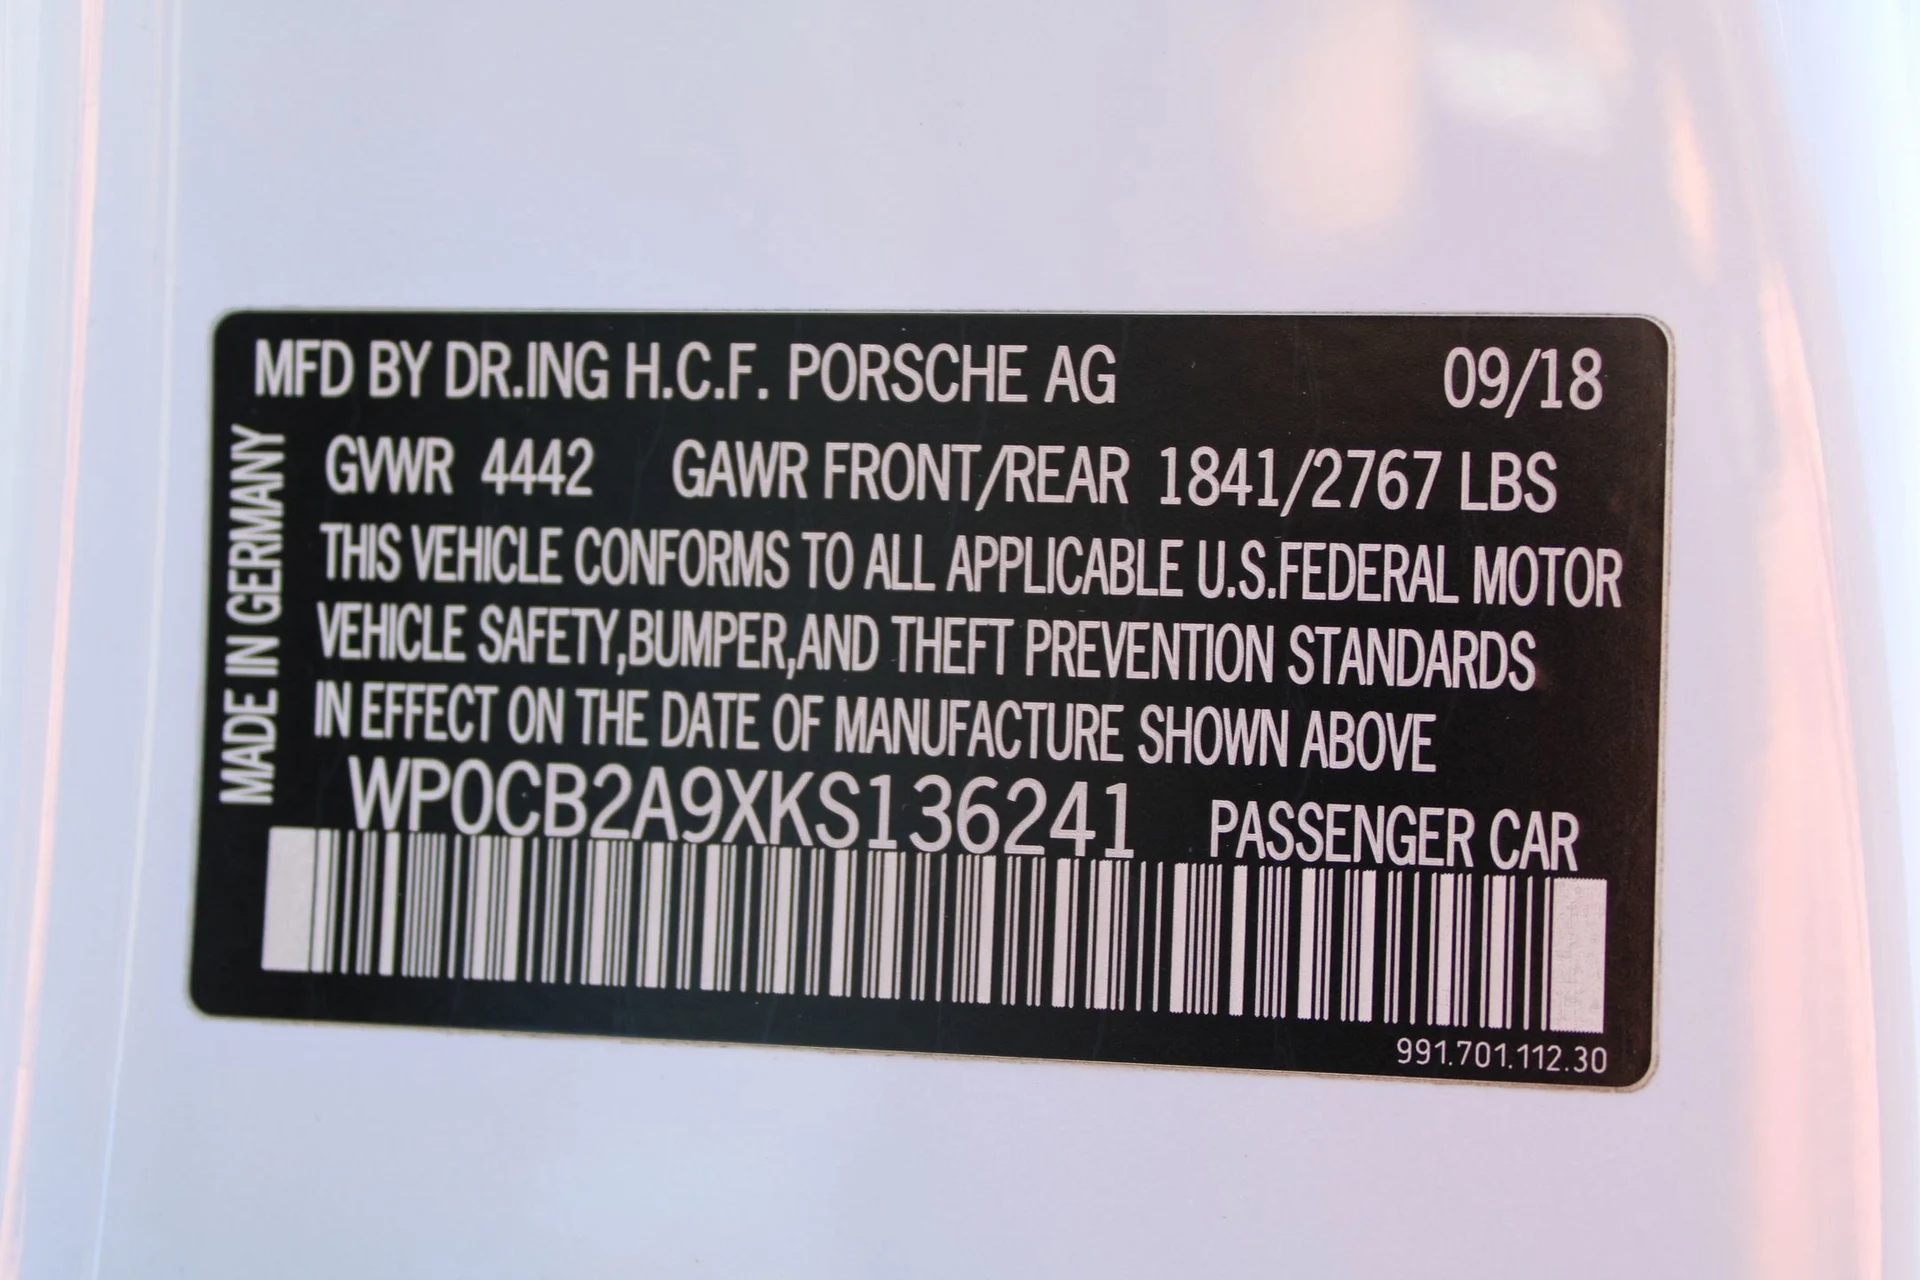 MFD BY DR.ING H.C.F. PORSCHE AG 09/18
GVWR 4442 GAWR FRONT/REAR 1841/2767 LBS
THIS VEHICLE CONFORMS TO ALL APPLICABLE U.S.FEDERAL MOTOR
VEHICLE SAFETY,BUMPER,AND THEFT PREVENTION STANDARDS
IN EFFECT ON THE DATE OF MANUFACTURE SHOWN ABOVE
WP0CB2A9XKS136241 PASSENGER CAR
991.701.112.30
MADE IN GERMANY